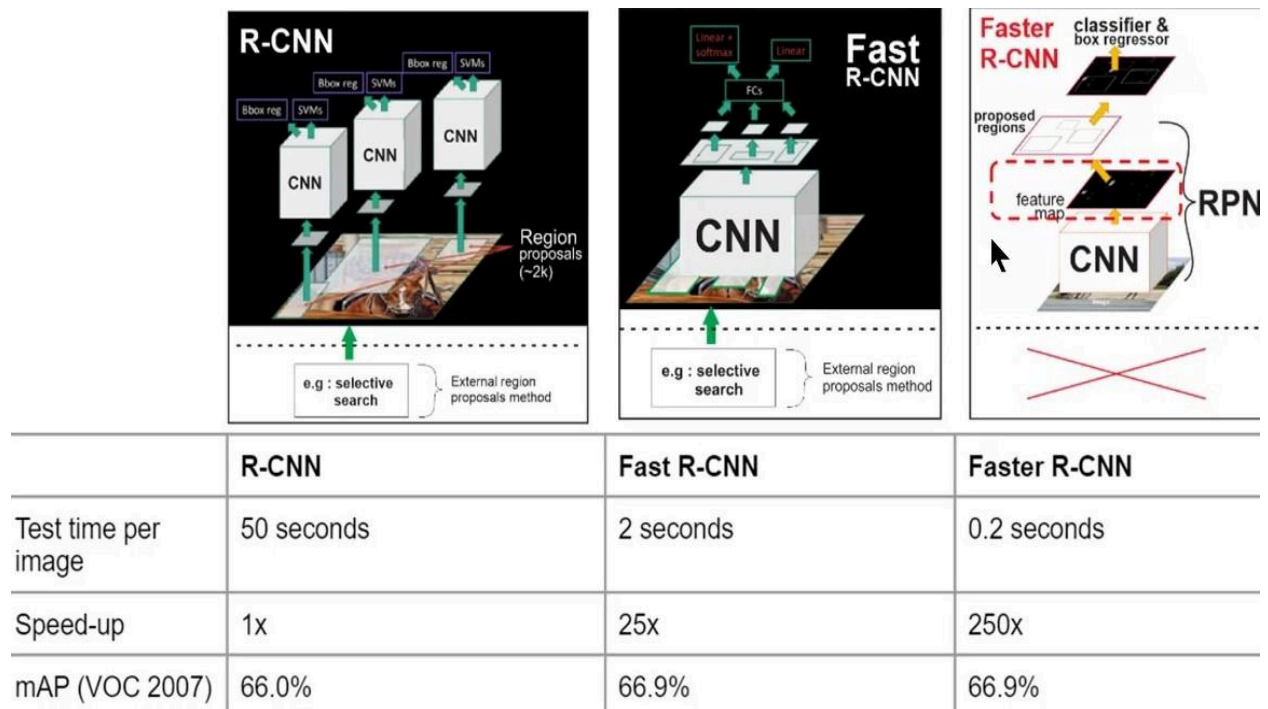 R-CNN
Bbox reg SVMs
Bbox reg SVMs
Bbox reg SVMs
CNN
CNN
CNN
Region
proposals
(~2k)
e.g : selective
search
External region
proposals method
Fast
R-CNN
Linear +
softmax
Linear
FCs
CNN
e.g : selective
search
External region
proposals method
Faster
R-CNN
classifier &
box regressor
proposed
regions
feature
map
RPN
CNN
image
R-CNN Fast R-CNN Faster R-CNN
Test time per
image
50 seconds 2 seconds 0.2 seconds
Speed-up 1x 25x 250x
mAP (VOC 2007) 66.0% 66.9% 66.9%